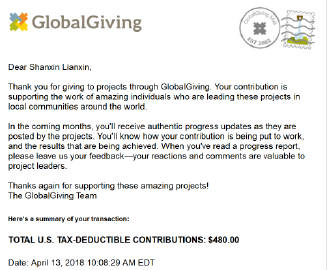 GlobalGiving
EST 2002
Dear Shanxin Lianxin,
Thank you for giving to projects through GlobalGiving. Your contribution is
supporting the work of amazing individuals who are leading these projects in
local communities around the world.
In the coming months, you'll receive authentic progress updates as they are
posted by the projects. You'll know how your contribution is being put to work,
and the results that are being achieved. When you've read a progress report,
please leave us your feedback—your reactions and comments are valuable to
project leaders.
Thanks again for supporting these amazing projects!
The GlobalGiving Team
Here's a summary of your transaction:
TOTAL U.S. TAX-DEDUCTIBLE CONTRIBUTIONS: $480.00
Date: April 13, 2018 10:08:29 AM EDT